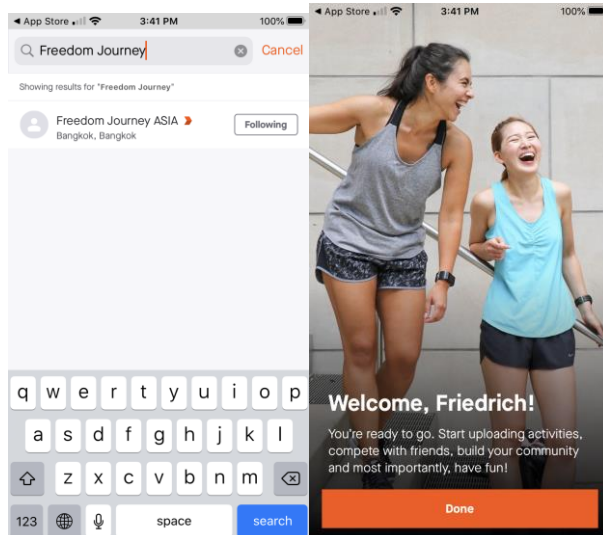 App Store
3:41 PM
100%
Freedom Journey
Cancel
Showing results for "Freedom Journey"
Freedom Journey ASIA
Bangkok, Bangkok
Following
q w e r t y u i o p
a s d f g h j k l
z x c v b n m
123
space
search
App Store
3:41 PM
100%
Welcome, Friedrich!
You're ready to go. Start uploading activities,
compete with friends, build your community
and most importantly, have fun!
Done